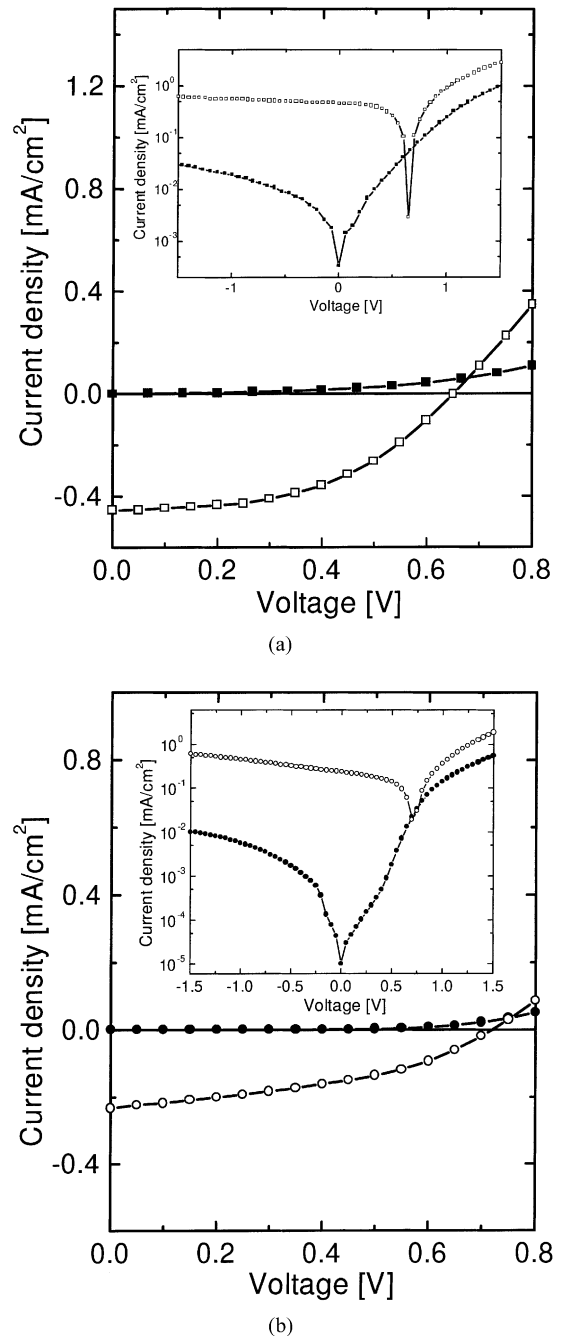 1.2
0.8
0.4
0.0
-0.4
Current density [mA/cm²]
0.0 0.2 0.4 0.6 0.8
Voltage [V]
10⁰
10⁻¹
10⁻²
10⁻³
Current density [mA/cm²]
-1 0 1
Voltage [V]
(a)
0.8
0.4
0.0
-0.4
Current density [mA/cm²]
0.0 0.2 0.4 0.6 0.8
Voltage [V]
10⁰
10⁻¹
10⁻²
10⁻³
10⁻⁴
10⁻⁵
Current density [mA/cm²]
-1.5 -1.0 -0.5 0.0 0.5 1.0 1.5
Voltage [V]
(b)